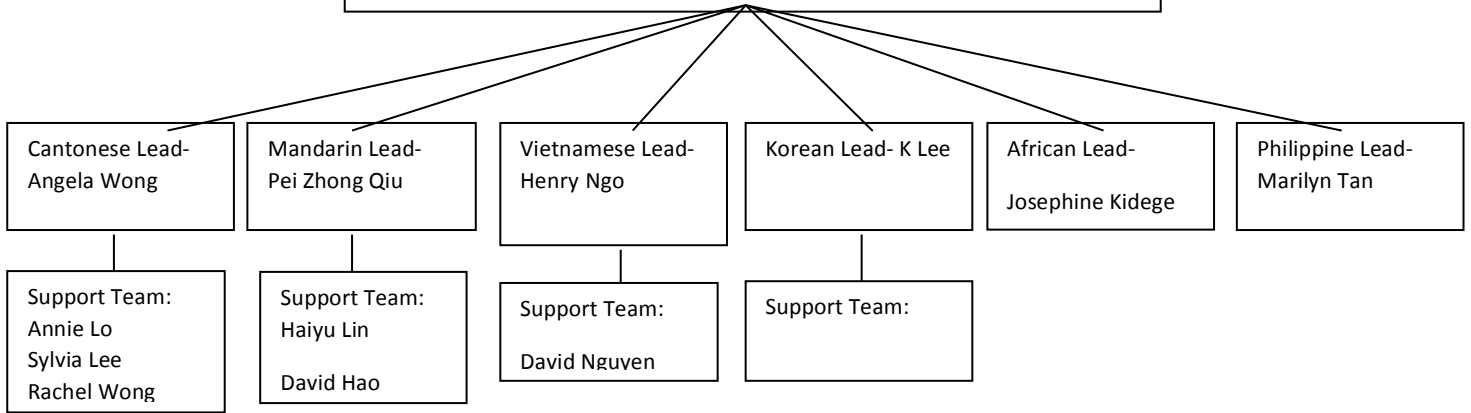 Cantonese Lead-
Angela Wong
Mandarin Lead-
Pei Zhong Qiu
Vietnamese Lead-
Henry Ngo
Korean Lead- K Lee
African Lead-
Josephine Kidege
Philippine Lead-
Marilyn Tan
Support Team:
Annie Lo
Sylvia Lee
Rachel Wong
Support Team:
Haiyu Lin
David Hao
Support Team:
David Nguyen
Support Team: